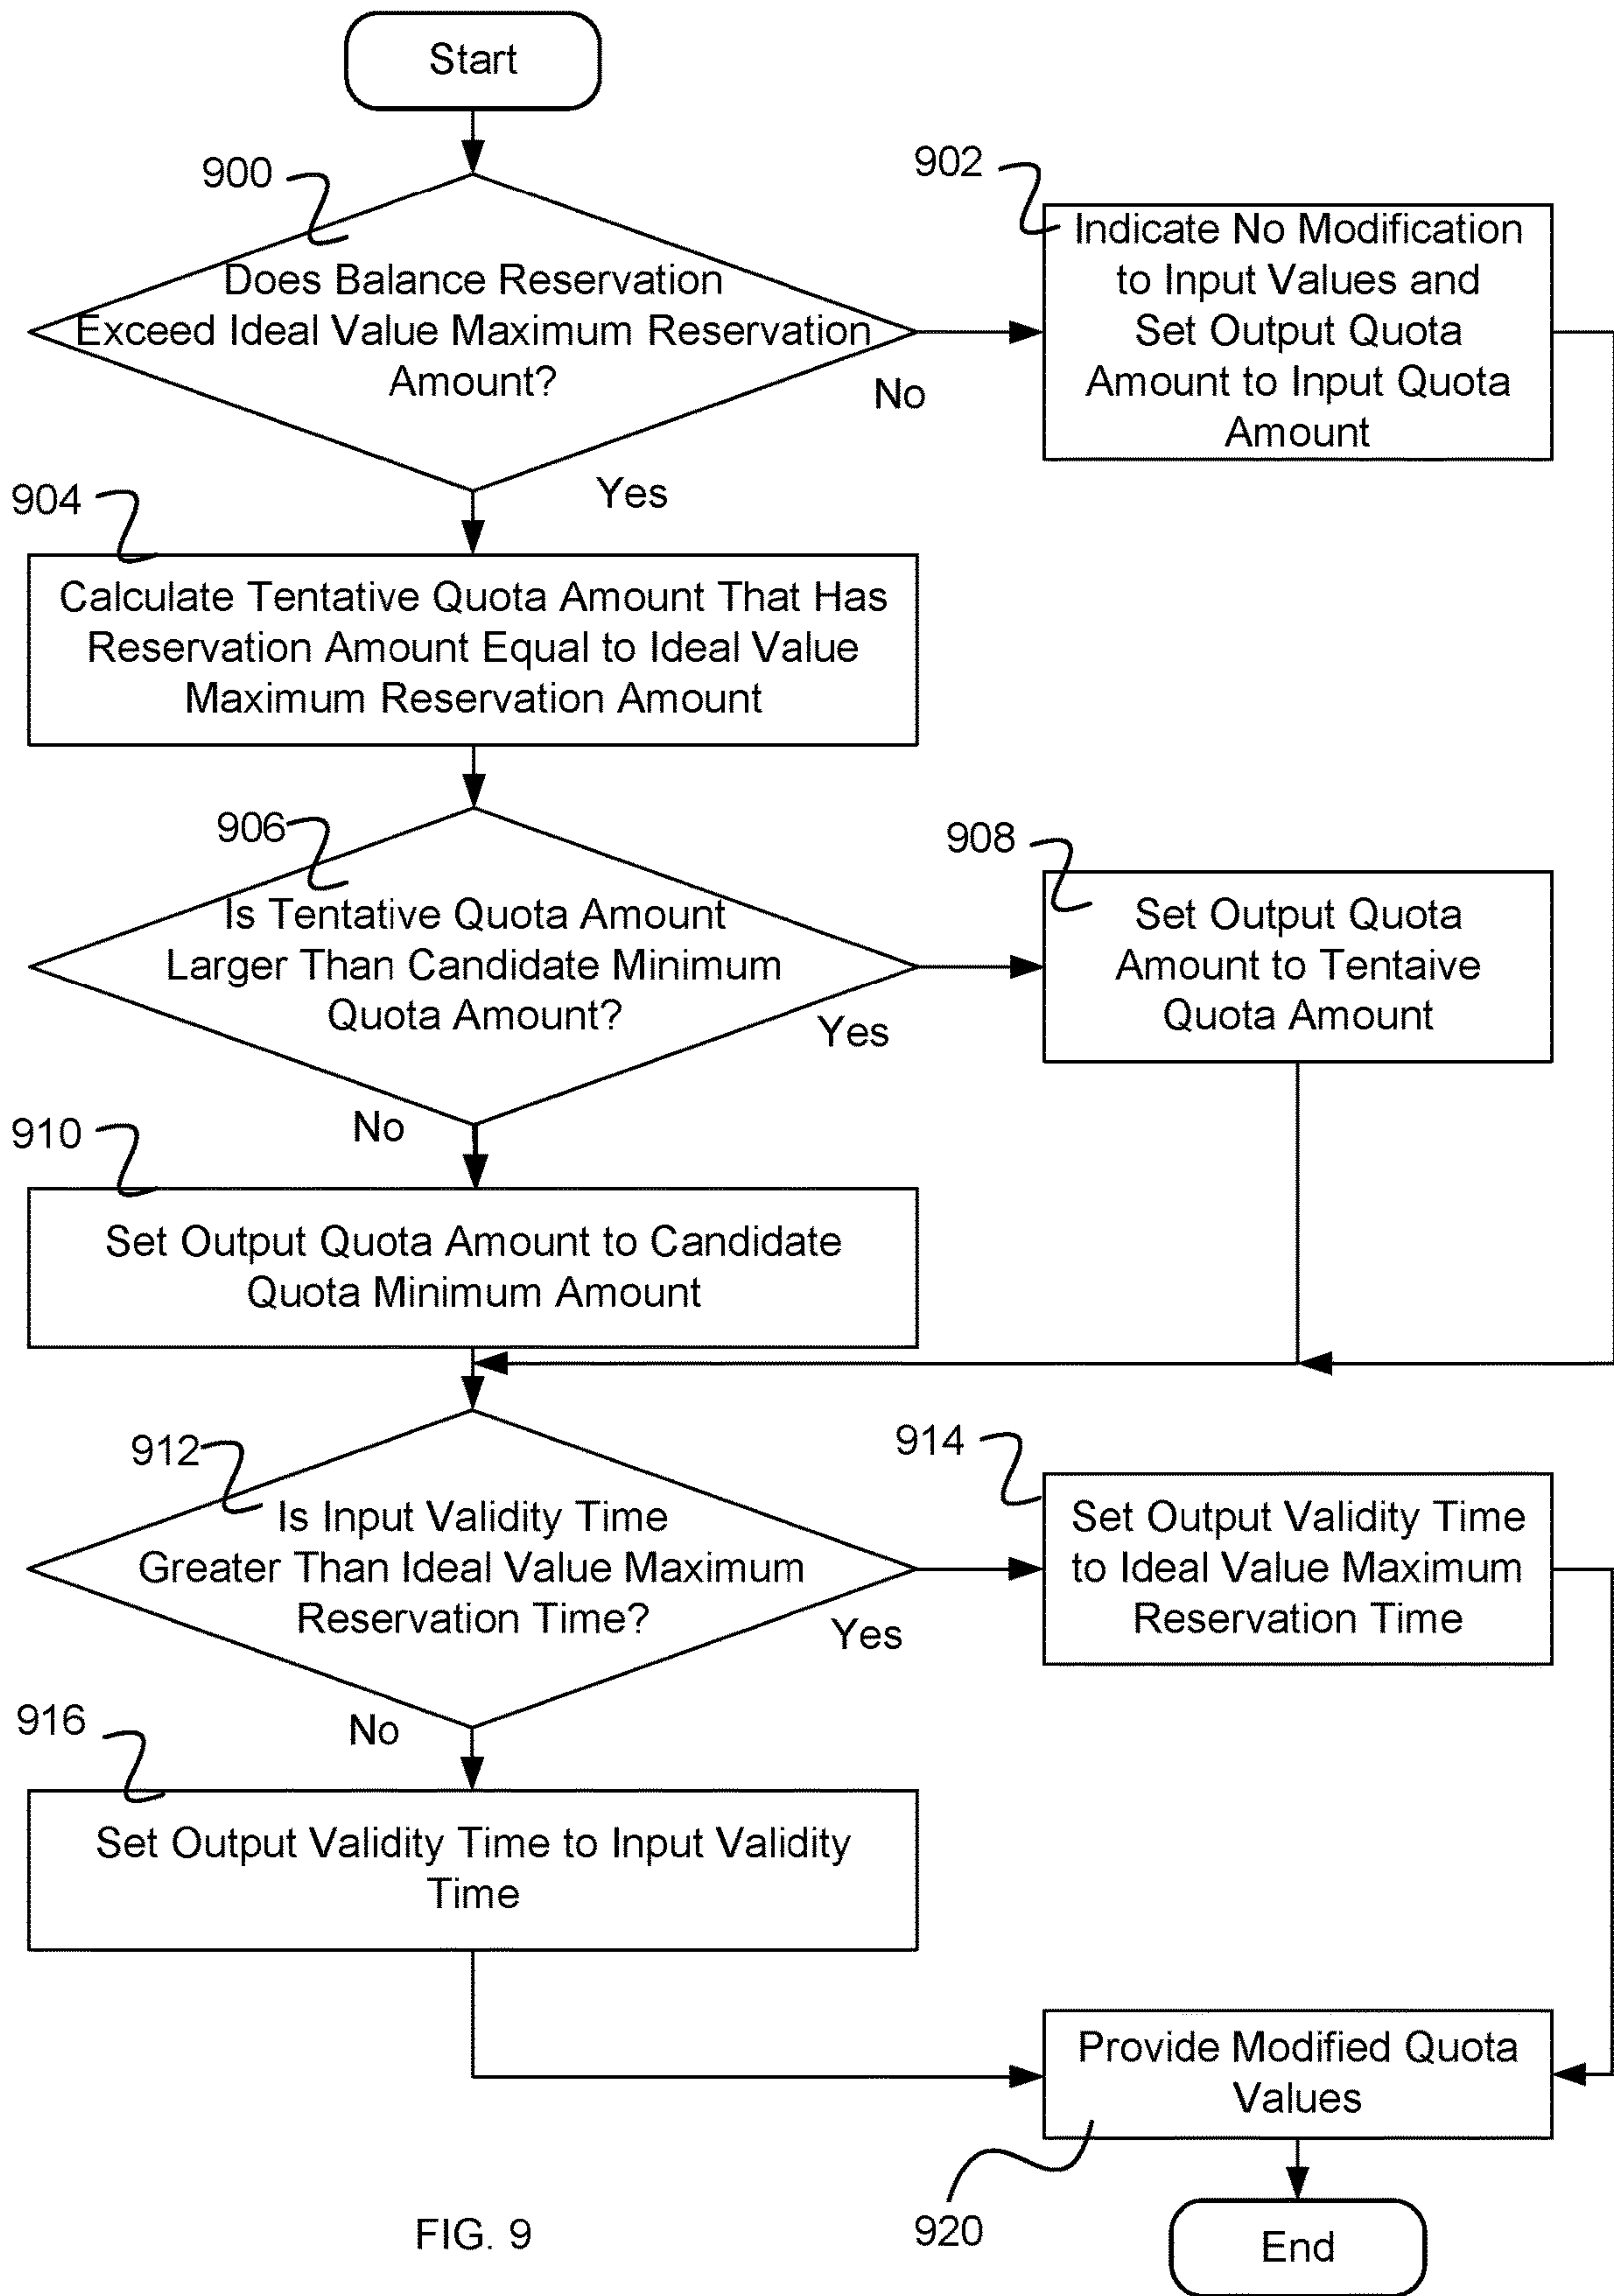 Start
900
Does Balance Reservation
Exceed Ideal Value Maximum Reservation
Amount?
No
Yes
902
Indicate No Modification
to Input Values and
Set Output Quota
Amount to Input Quota
Amount
904
Calculate Tentative Quota Amount That Has
Reservation Amount Equal to Ideal Value
Maximum Reservation Amount
906
Is Tentative Quota Amount
Larger Than Candidate Minimum
Quota Amount?
Yes
No
908
Set Output Quota
Amount to Tentaive
Quota Amount
910
Set Output Quota Amount to Candidate
Quota Minimum Amount
912
Is Input Validity Time
Greater Than Ideal Value Maximum
Reservation Time?
Yes
No
914
Set Output Validity Time
to Ideal Value Maximum
Reservation Time
916
Set Output Validity Time to Input Validity
Time
Provide Modified Quota
Values
920
End
FIG. 9